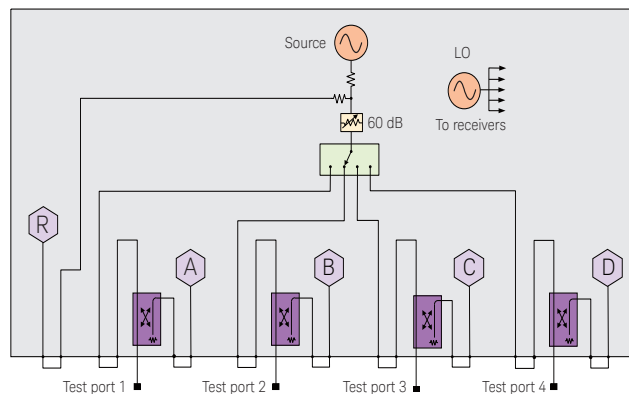 Source
LO
60 dB
To receivers
R
A
B
C
D
Test port 1
Test port 2
Test port 3
Test port 4